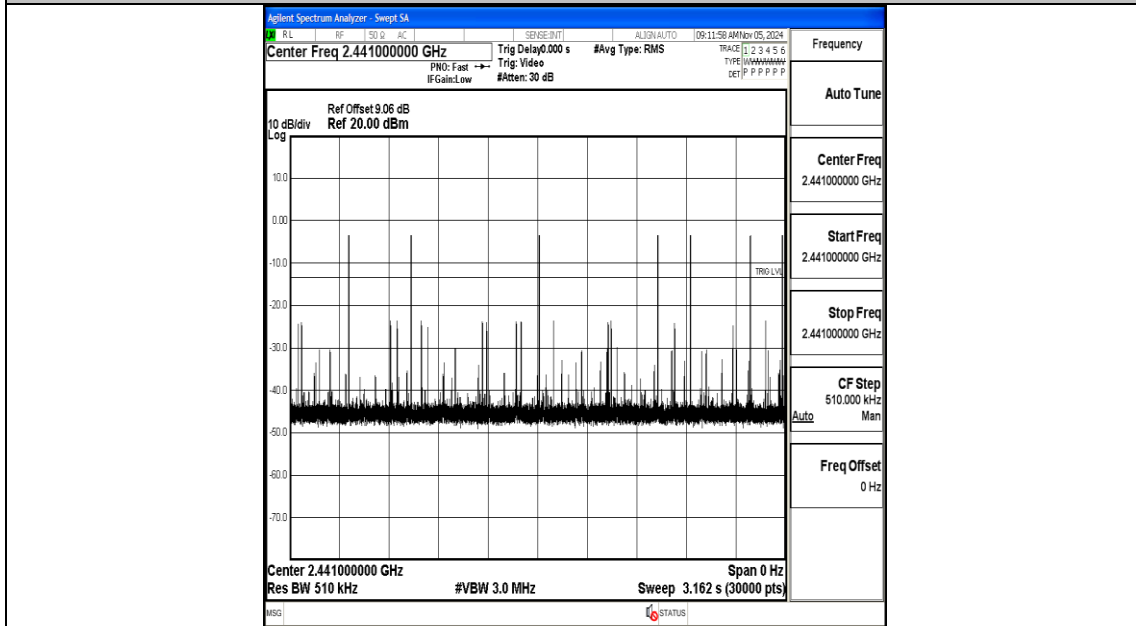 Agilent Spectrum Analyzer - Swept SA
RL RF 50 Ω AC SENSE:INT ALIGN AUTO 09:11:58 AM Nov 05, 2024
Center Freq 2.441000000 GHz
PNO: Fast
IFGain:Low
Trig Delay0.000 s
Trig: Video
#Atten: 30 dB
#Avg Type: RMS
TRACE 1 2 3 4 5 6
TYPE
DET P P P P P P
Ref Offset 9.06 dB
10 dB/div Ref 20.00 dBm
Log
10.0
0.00
-10.0
TRIG LVL
-20.0
-30.0
-40.0
-50.0
-60.0
-70.0
Center 2.441000000 GHz Span 0 Hz
Res BW 510 kHz #VBW 3.0 MHz Sweep 3.162 s (30000 pts)
MSG STATUS
Frequency
Auto Tune
Center Freq
2.441000000 GHz
Start Freq
2.441000000 GHz
Stop Freq
2.441000000 GHz
CF Step
510.000 kHz
Auto Man
Freq Offset
0 Hz